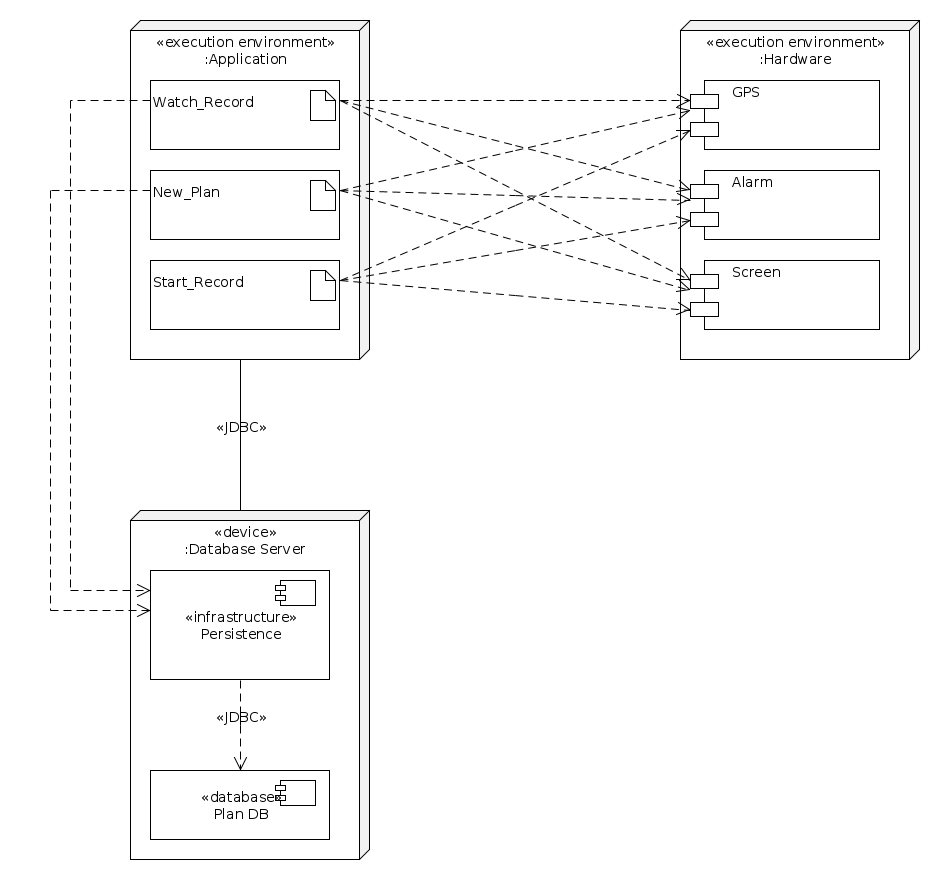 «execution environment»
:Application
Watch_Record
New_Plan
Start_Record
«execution environment»
:Hardware
GPS
Alarm
Screen
«JDBC»
«device»
:Database Server
«infrastructure»
Persistence
«JDBC»
«database»
Plan DB